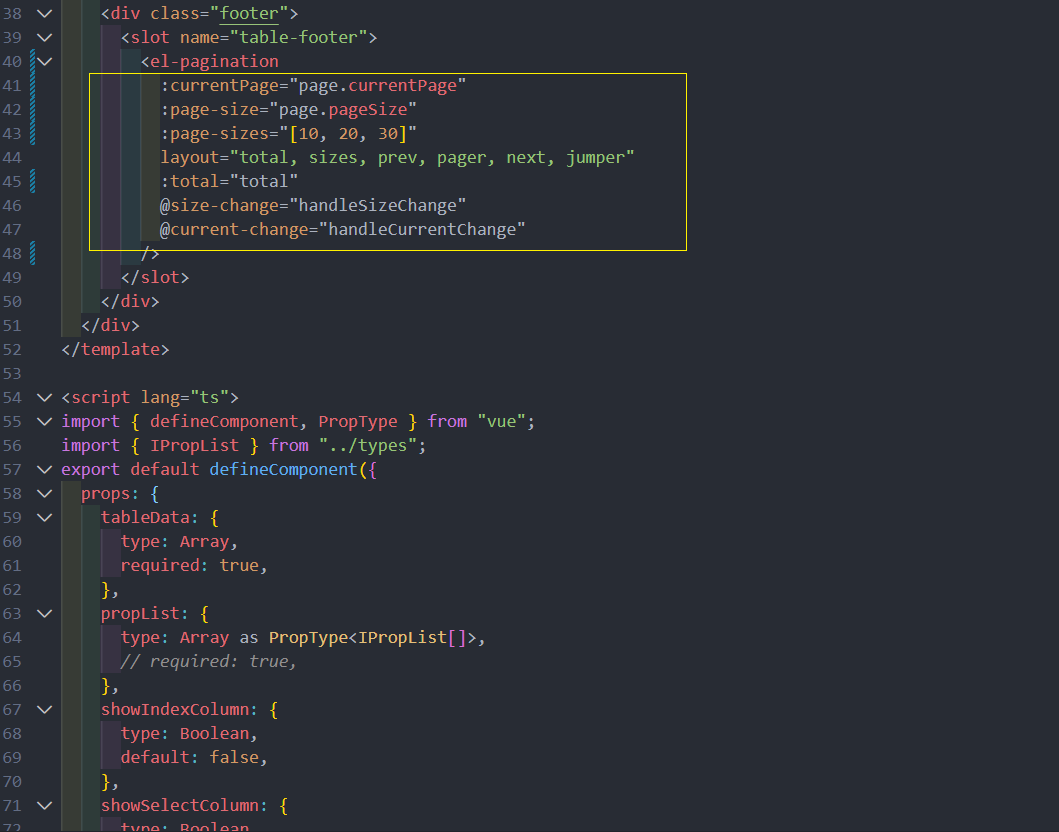 38 <div class="footer">
39 <slot name="table-footer">
40 <el-pagination
41 :currentPage="page.currentPage"
42 :page-size="page.pageSize"
43 :page-sizes="[10, 20, 30]"
44 layout="total, sizes, prev, pager, next, jumper"
45 :total="total"
46 @size-change="handleSizeChange"
47 @current-change="handleCurrentChange"
48 />
49 </slot>
50 </div>
51 </div>
52 </template>
53
54 <script lang="ts">
55 import { defineComponent, PropType } from "vue";
56 import { IPropList } from "../types";
57 export default defineComponent({
58 props: {
59 tableData: {
60 type: Array,
61 required: true,
62 },
63 propList: {
64 type: Array as PropType<IPropList[]>,
65 // required: true,
66 },
67 showIndexColumn: {
68 type: Boolean,
69 default: false,
70 },
71 showSelectColumn: {
72 type: Boolean